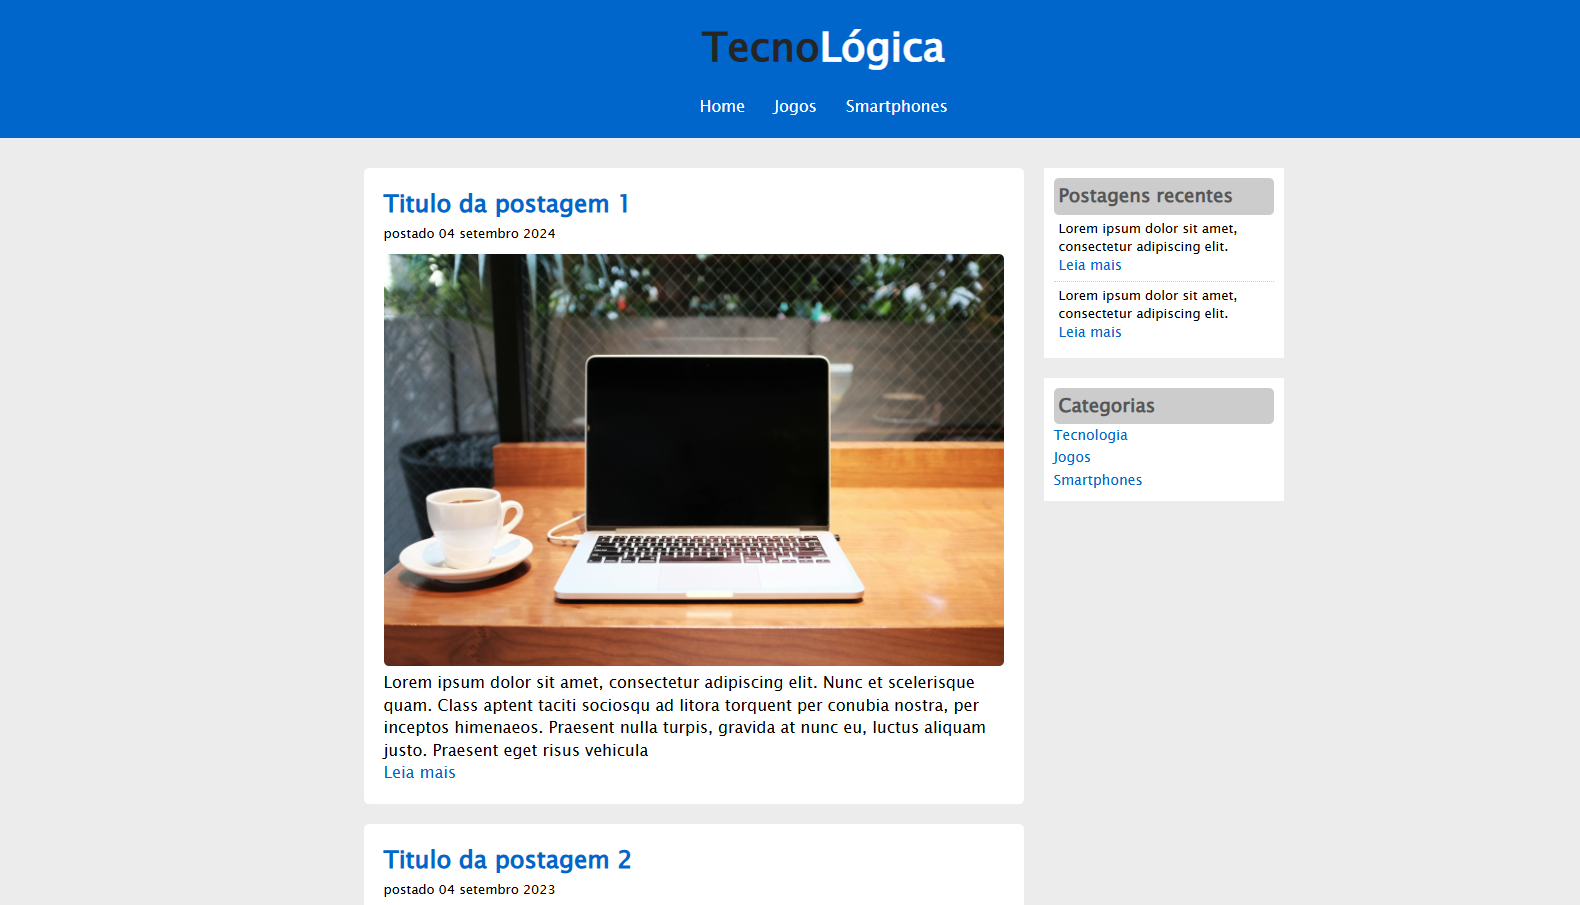 TecnoLógica
Home Jogos Smartphones
Titulo da postagem 1
postado 04 setembro 2024
Lorem ipsum dolor sit amet, consectetur adipiscing elit. Nunc et scelerisque
quam. Class aptent taciti sociosqu ad litora torquent per conubia nostra, per
inceptos himenaeos. Praesent nulla turpis, gravida at nunc eu, luctus aliquam
justo. Praesent eget risus vehicula
Leia mais
Titulo da postagem 2
postado 04 setembro 2023
Postagens recentes
Lorem ipsum dolor sit amet,
consectetur adipiscing elit.
Leia mais
Lorem ipsum dolor sit amet,
consectetur adipiscing elit.
Leia mais
Categorias
Tecnologia
Jogos
Smartphones